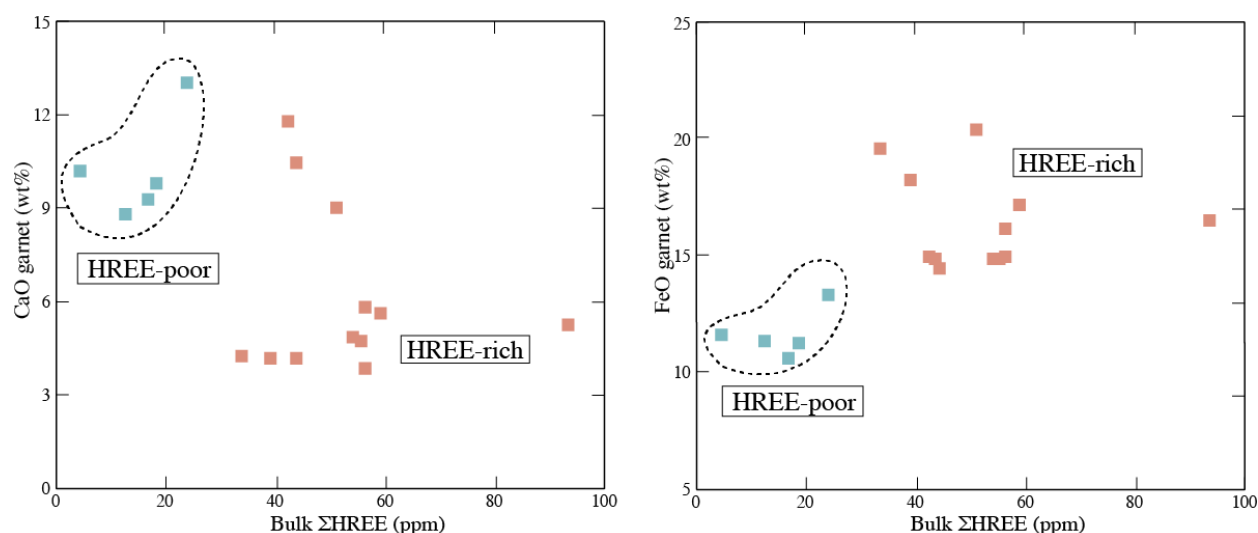 15
12
9
6
3
0
CaO garnet (wt%)
HREE-poor
HREE-rich
0 20 40 60 80 100
Bulk ΣHREE (ppm)
25
20
15
10
5
FeO garnet (wt%)
HREE-rich
HREE-poor
0 20 40 60 80 100
Bulk ΣHREE (ppm)